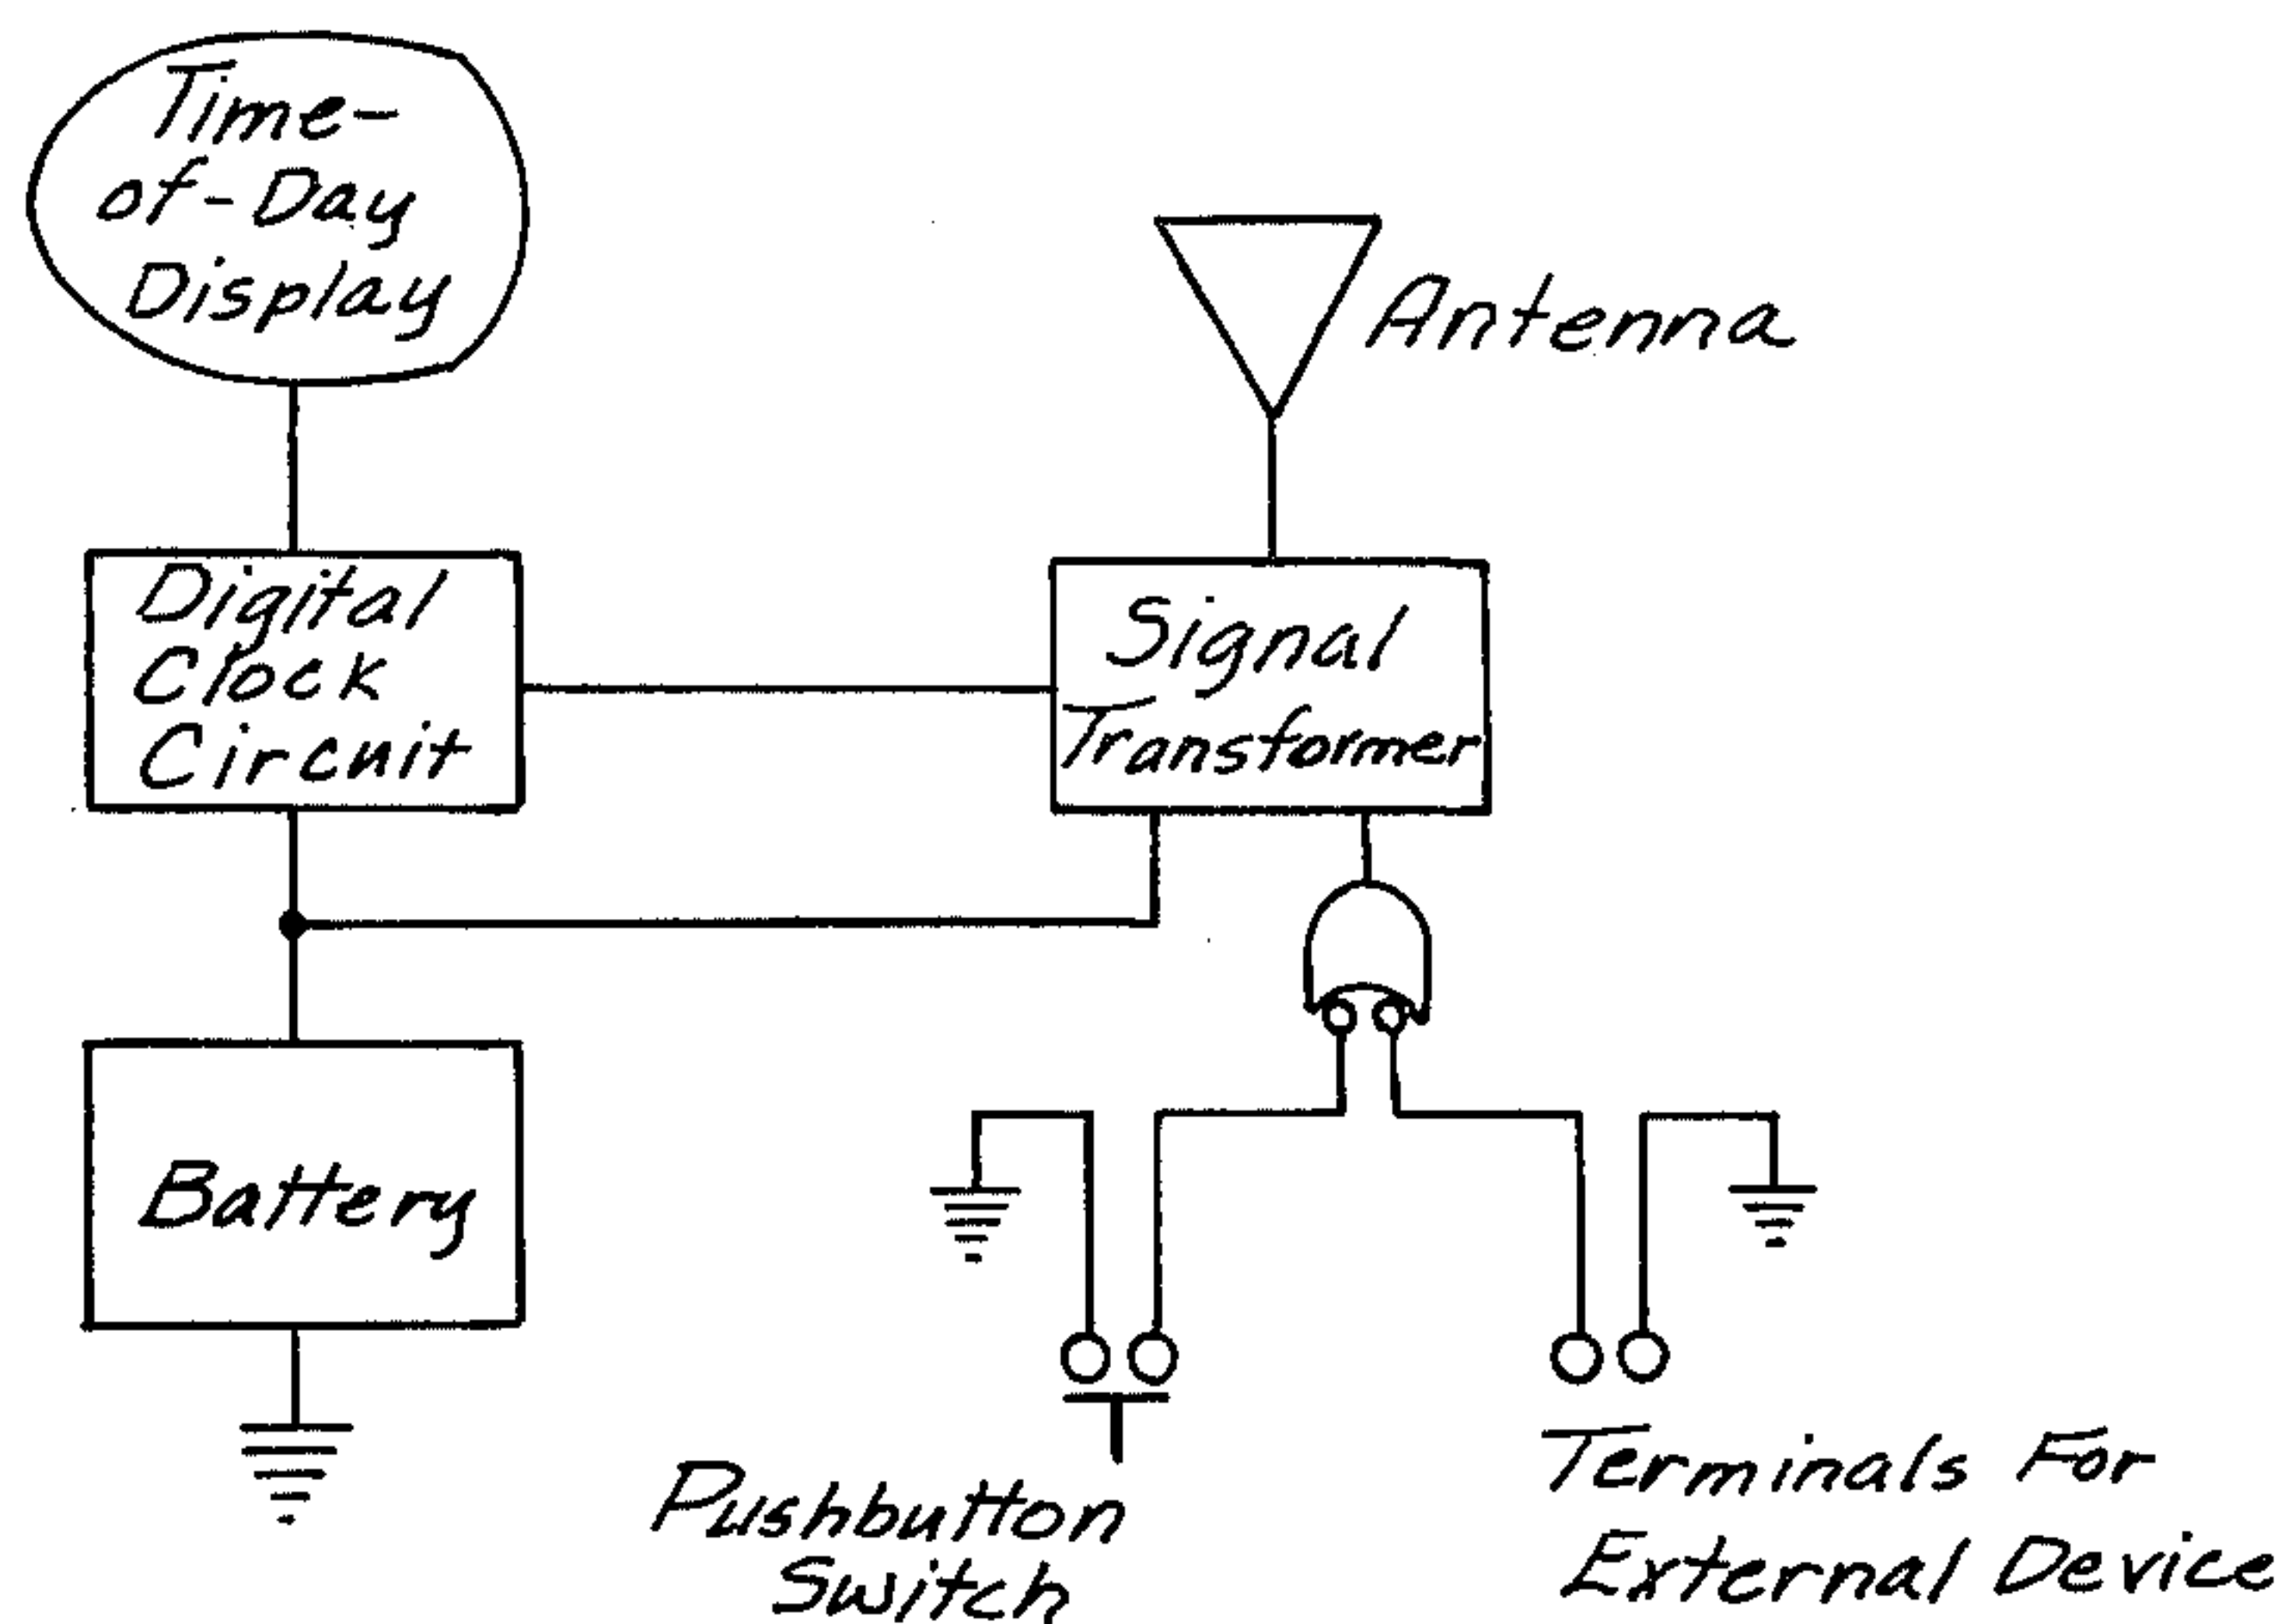 Time-
of-Day
Display
Antenna
Digital
Clock
Circuit
Signal
Transformer
Battery
Pushbutton
Switch
Terminals For
External Device